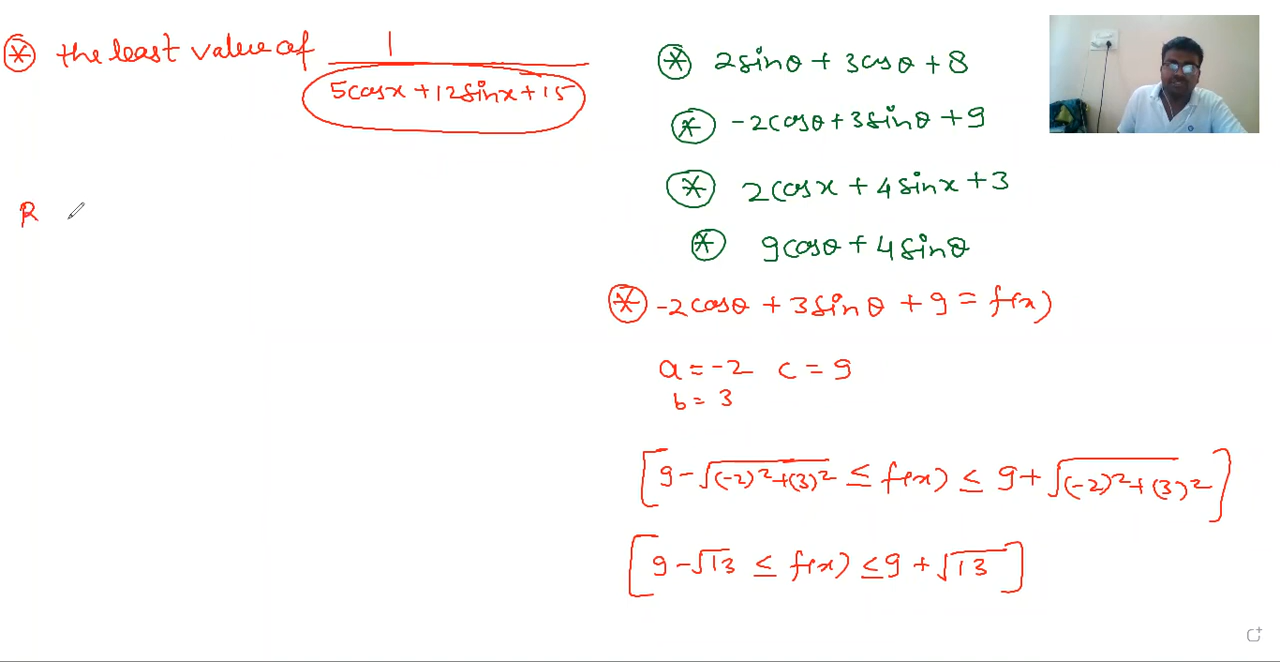 ⊛ the least value of 1 / 5cosx + 12sinx + 15
R
⊛ 2sinθ + 3cosθ + 8
⊛ -2cosθ + 3sinθ + 9
⊛ 2cosx + 4sinx + 3
⊛ 9cosθ + 4sinθ
⊛ -2cosθ + 3sinθ + 9 = f(x)
a = -2 c = 9
b = 3
[9 - √(-2)²+(3)² ≤ f(x) ≤ 9 + √(-2)²+(3)²]
[9 - √13 ≤ f(x) ≤ 9 + √13]